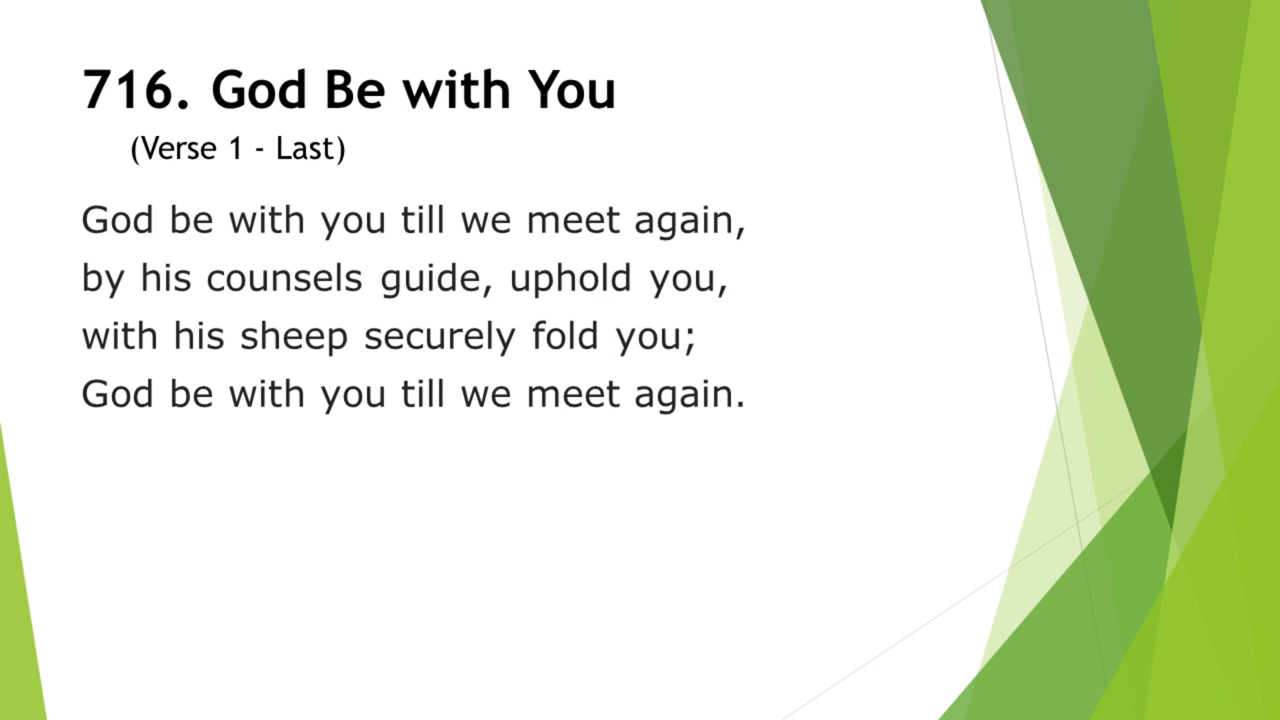 716. God Be with You
(Verse 1 - Last)
God be with you till we meet again,
by his counsels guide, uphold you,
with his sheep securely fold you;
God be with you till we meet again.